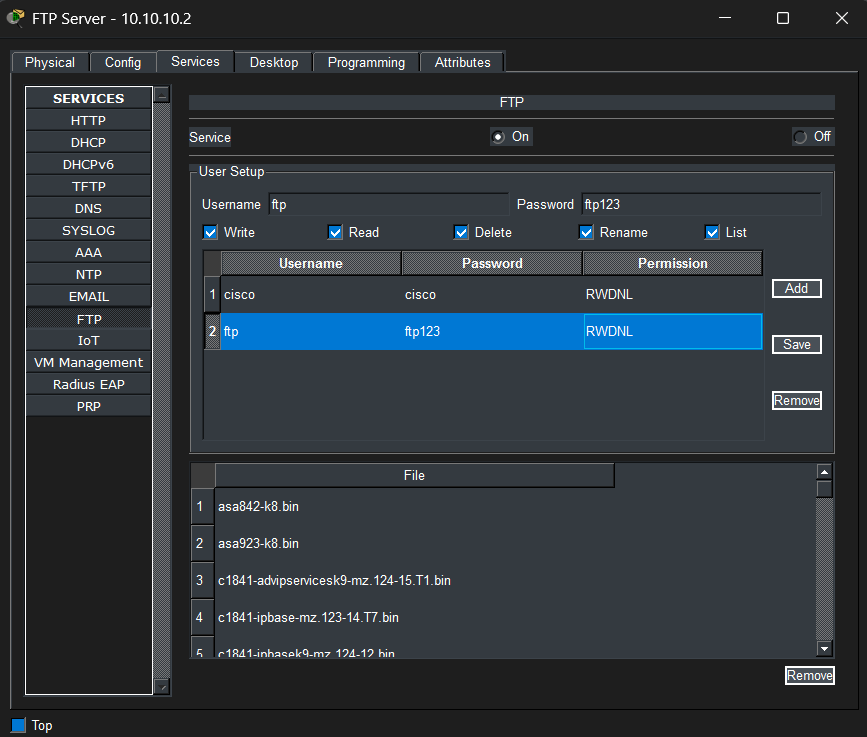 FTP Server - 10.10.10.2
Physical Config Services Desktop Programming Attributes
SERVICES
HTTP
DHCP
DHCPv6
TFTP
DNS
SYSLOG
AAA
NTP
EMAIL
FTP
IoT
VM Management
Radius EAP
PRP
FTP
Service On Off
User Setup
Username ftp Password ftp123
Write Read Delete Rename List
Username Password Permission
1 cisco cisco RWDNL
2 ftp ftp123 RWDNL
Add
Save
Remove
File
1 asa842-k8.bin
2 asa923-k8.bin
3 c1841-advipservicesk9-mz.124-15.T1.bin
4 c1841-ipbase-mz.123-14.T7.bin
5 c1841-ipbasek9-mz.124-12.bin
Remove
Top